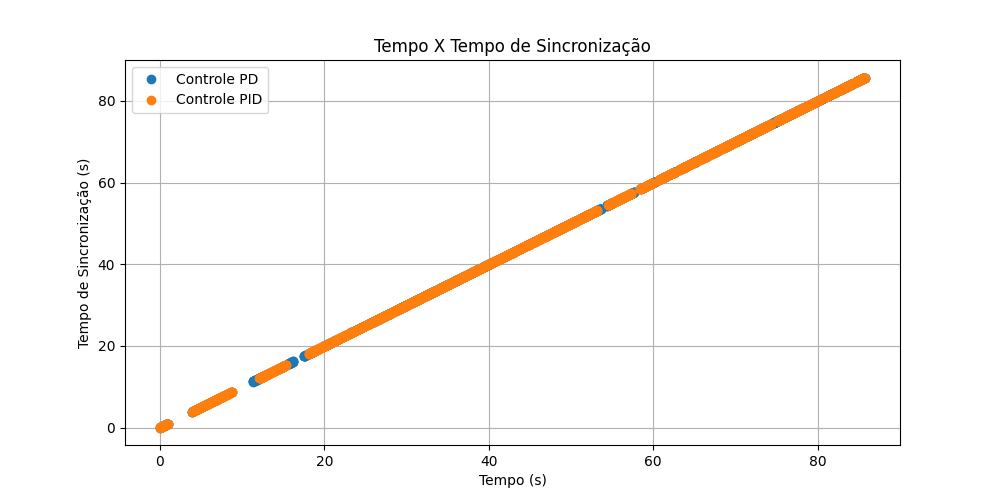 Tempo X Tempo de Sincronização
Controle PD
Controle PID
Tempo de Sincronização (s)
80
60
40
20
0
0 20 40 60 80
Tempo (s)